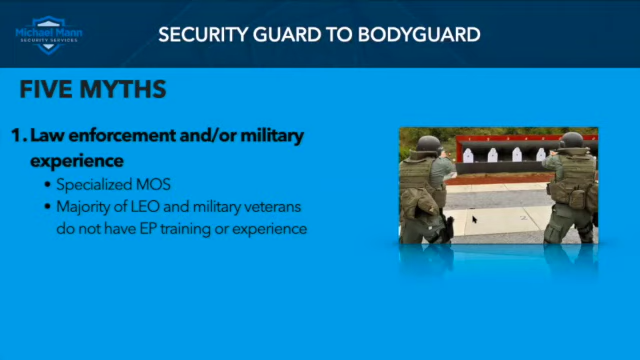 Michael Mann
SECURITY SERVICES
SECURITY GUARD TO BODYGUARD
FIVE MYTHS
1. Law enforcement and/or military
experience
• Specialized MOS
• Majority of LEO and military veterans
do not have EP training or experience